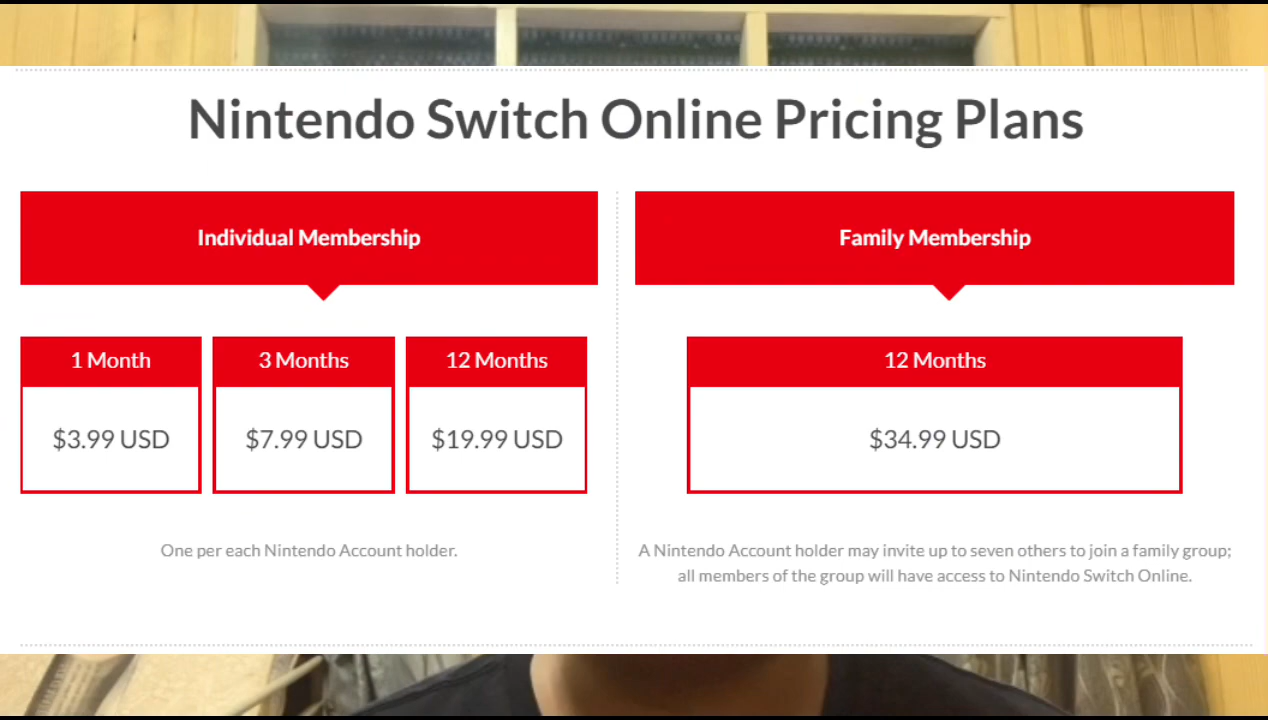 Nintendo Switch Online Pricing Plans
Individual Membership
1 Month
3 Months
12 Months
$3.99 USD
$7.99 USD
$19.99 USD
One per each Nintendo Account holder.
Family Membership
12 Months
$34.99 USD
A Nintendo Account holder may invite up to seven others to join a family group;
all members of the group will have access to Nintendo Switch Online.